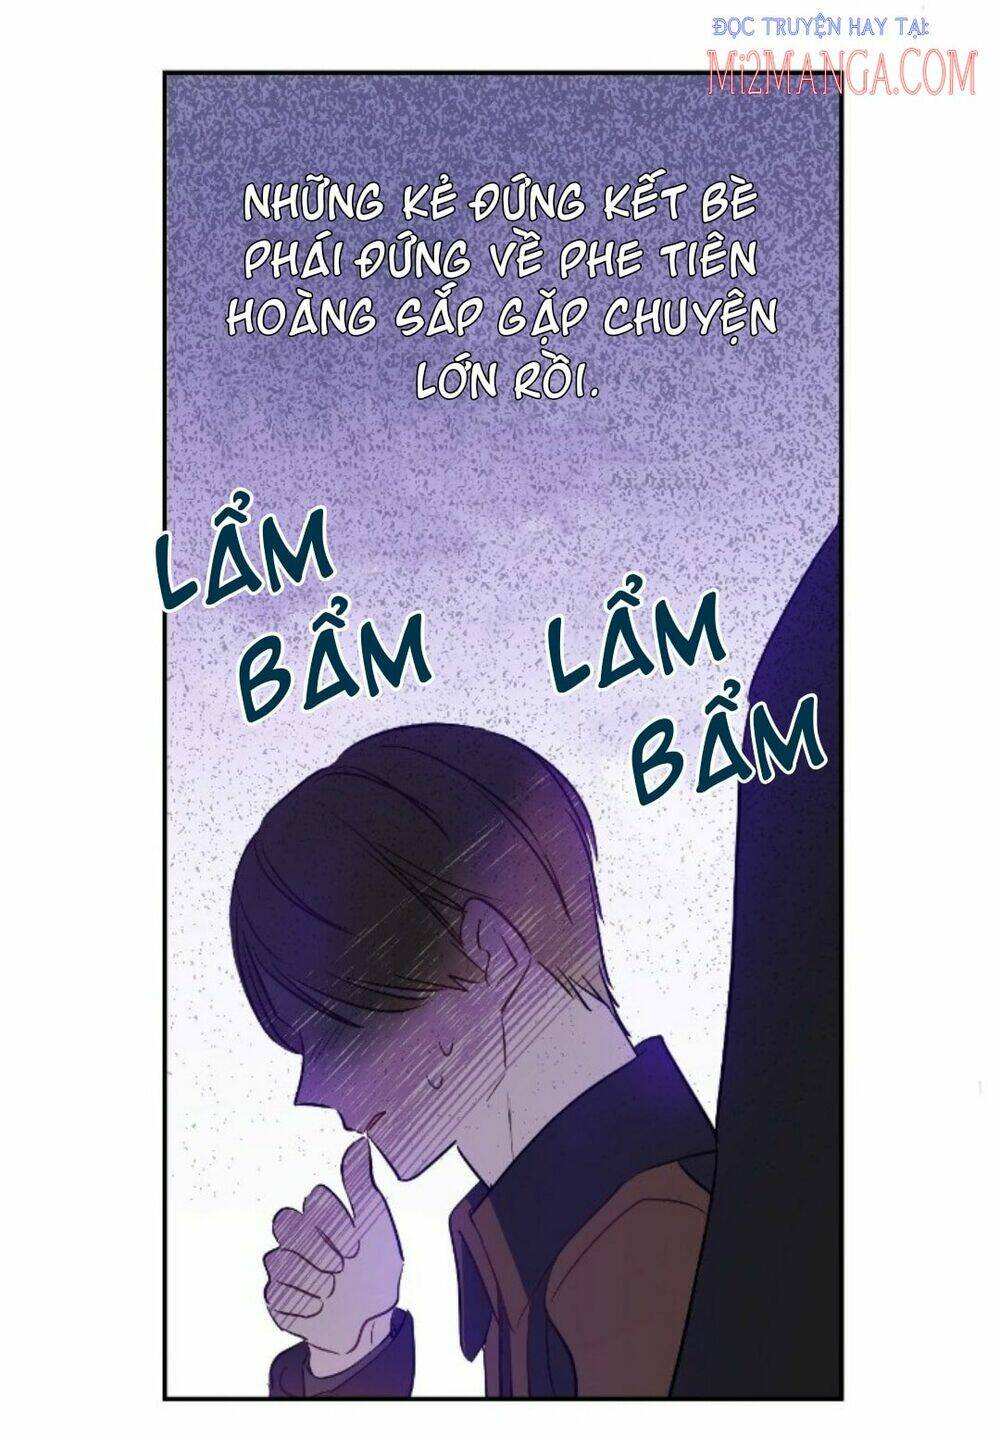 ĐỌC TRUYỆN HAY TẠI:
MI2MANGA.COM
NHỮNG KẺ ĐỨNG KẾT BÈ
PHÁI ĐỨNG VỀ PHE TIÊN
HOÀNG SẮP GẶP CHUYỆN
LỚN RỒI.
LẨM
BẨM
LẨM
BẨM